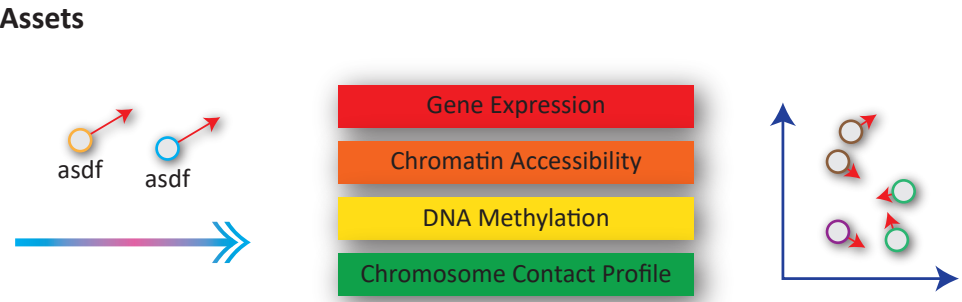 Assets
asdf
asdf
Gene Expression
Chromatin Accessibility
DNA Methylation
Chromosome Contact Profile